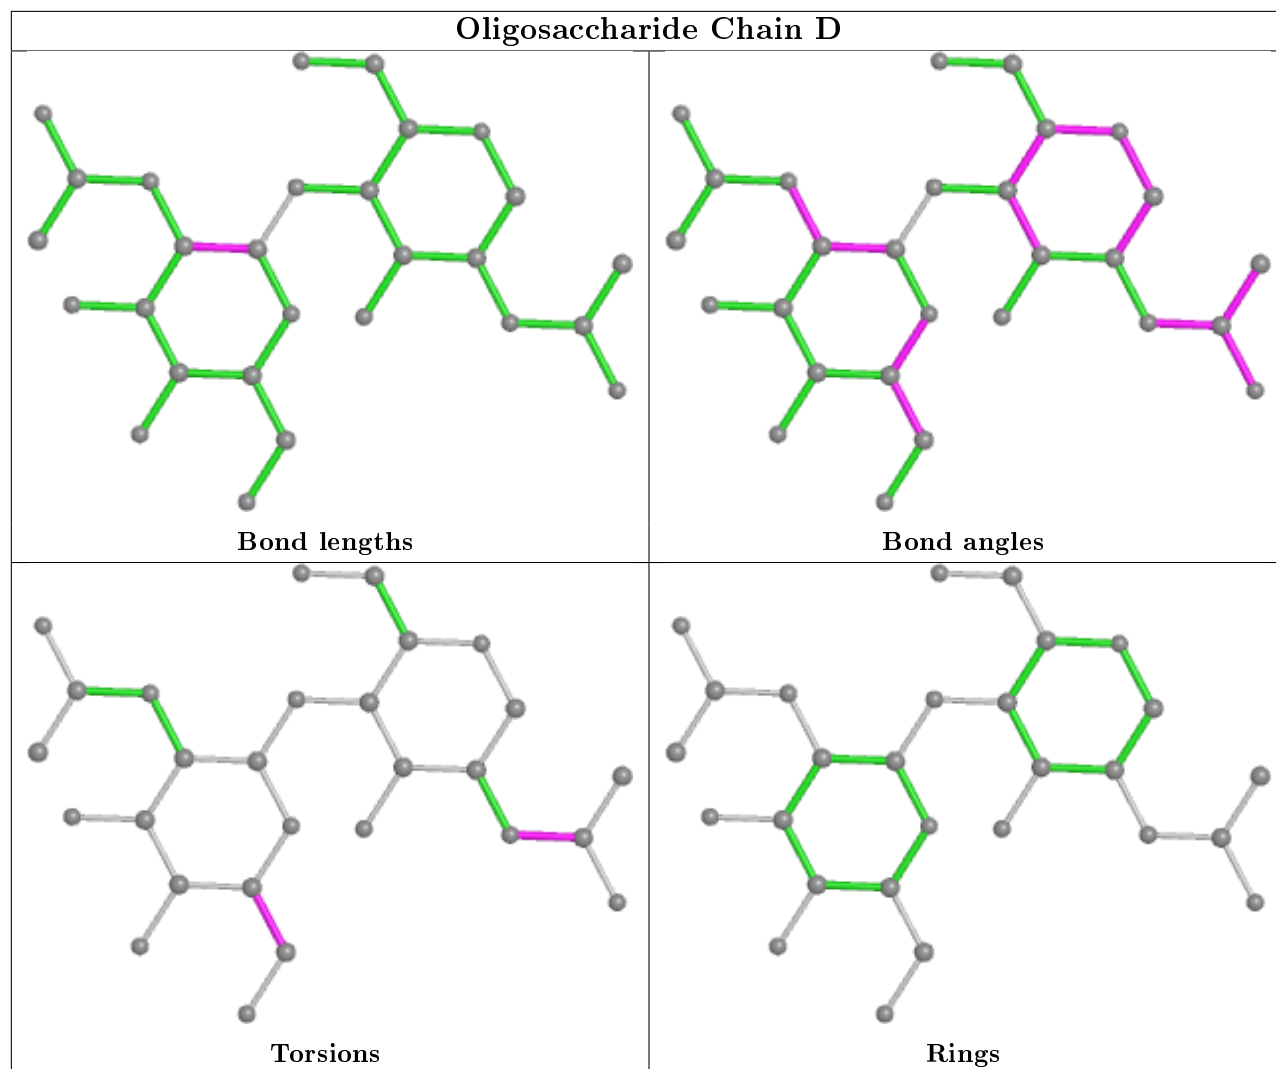 Oligosaccharide Chain D
Bond lengths
Bond angles
Torsions
Rings